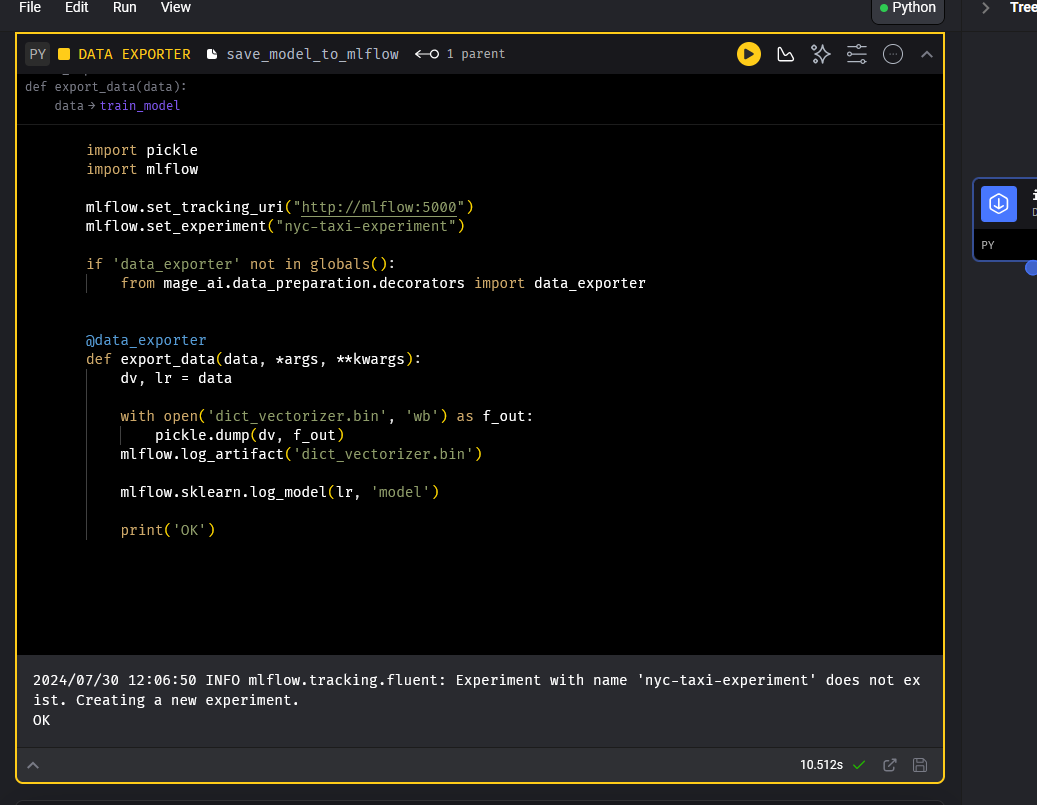 File Edit Run View Python Tree
PY DATA EXPORTER save_model_to_mlflow 1 parent
def export_data(data):
data → train_model
import pickle
import mlflow
mlflow.set_tracking_uri("http://mlflow:5000")
mlflow.set_experiment("nyc-taxi-experiment")
if 'data_exporter' not in globals():
from mage_ai.data_preparation.decorators import data_exporter
@data_exporter
def export_data(data, *args, **kwargs):
dv, lr = data
with open('dict_vectorizer.bin', 'wb') as f_out:
pickle.dump(dv, f_out)
mlflow.log_artifact('dict_vectorizer.bin')
mlflow.sklearn.log_model(lr, 'model')
print('OK')
2024/07/30 12:06:50 INFO mlflow.tracking.fluent: Experiment with name 'nyc-taxi-experiment' does not ex
ist. Creating a new experiment.
OK
10.512s
PY